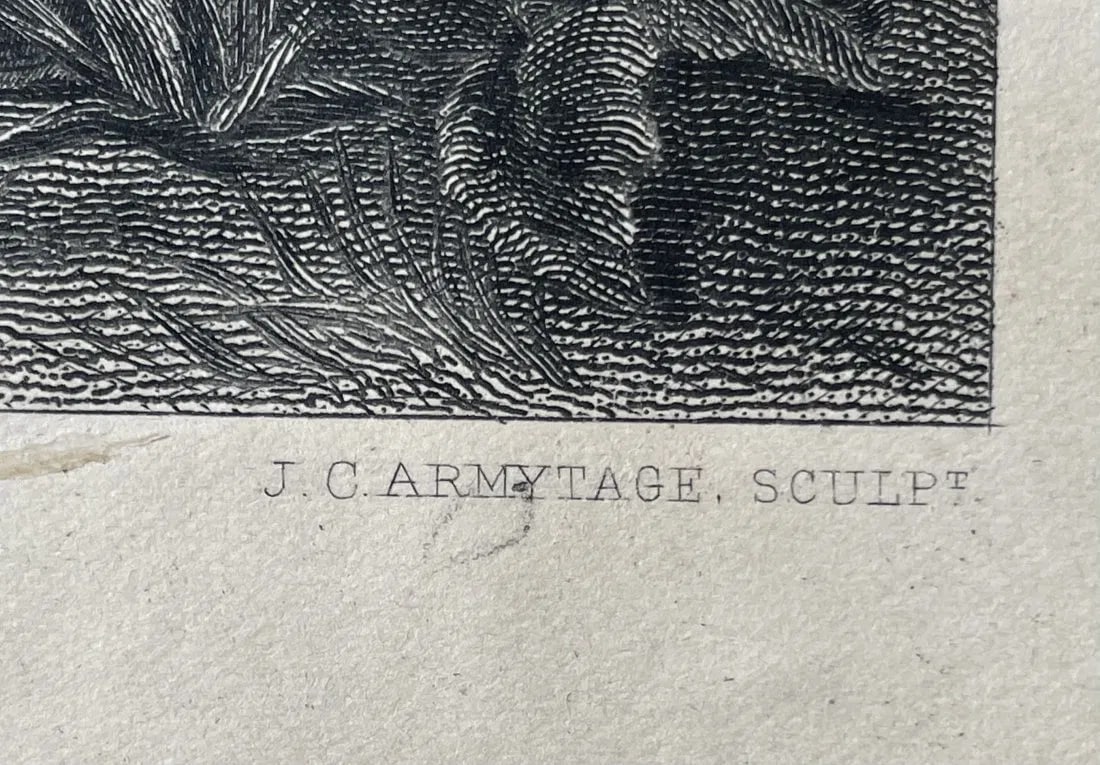 J. C. ARMYTAGE, SCULPT.